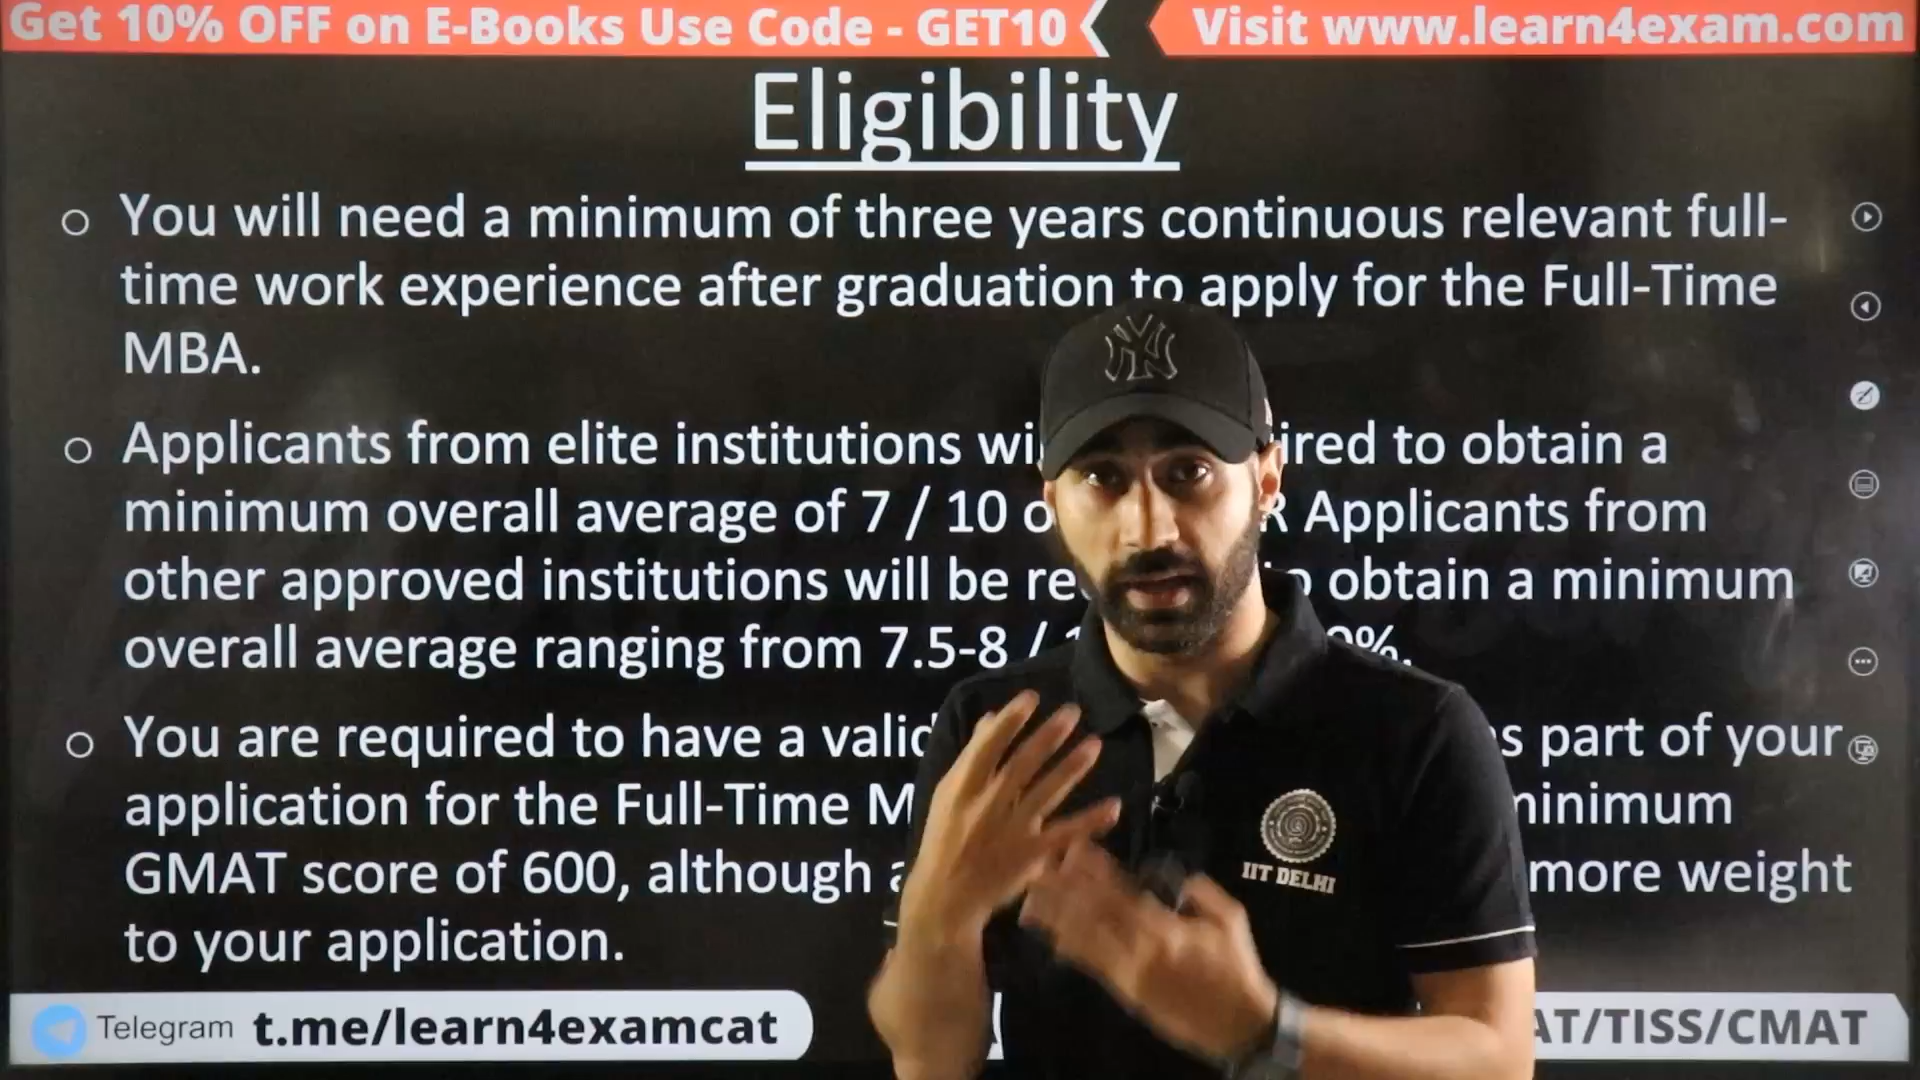 Get 10% OFF on E-Books Use Code - GET10
Visit www.learn4exam.com
Eligibility
You will need a minimum of three years continuous relevant full-
time work experience after graduation to apply for the Full-Time
MBA.
Applicants from elite institutions to obtain a
minimum overall average of 7 / 10 Applicants from
other approved institutions will be obtain a minimum
overall average ranging from 7.5-8 /
You are required to have a valid part of your
application for the Full-Time minimum
GMAT score of 600, although more weight
to your application.
NY
IIT DELHI
Telegram t.me/learn4examcat
/TISS/CMAT